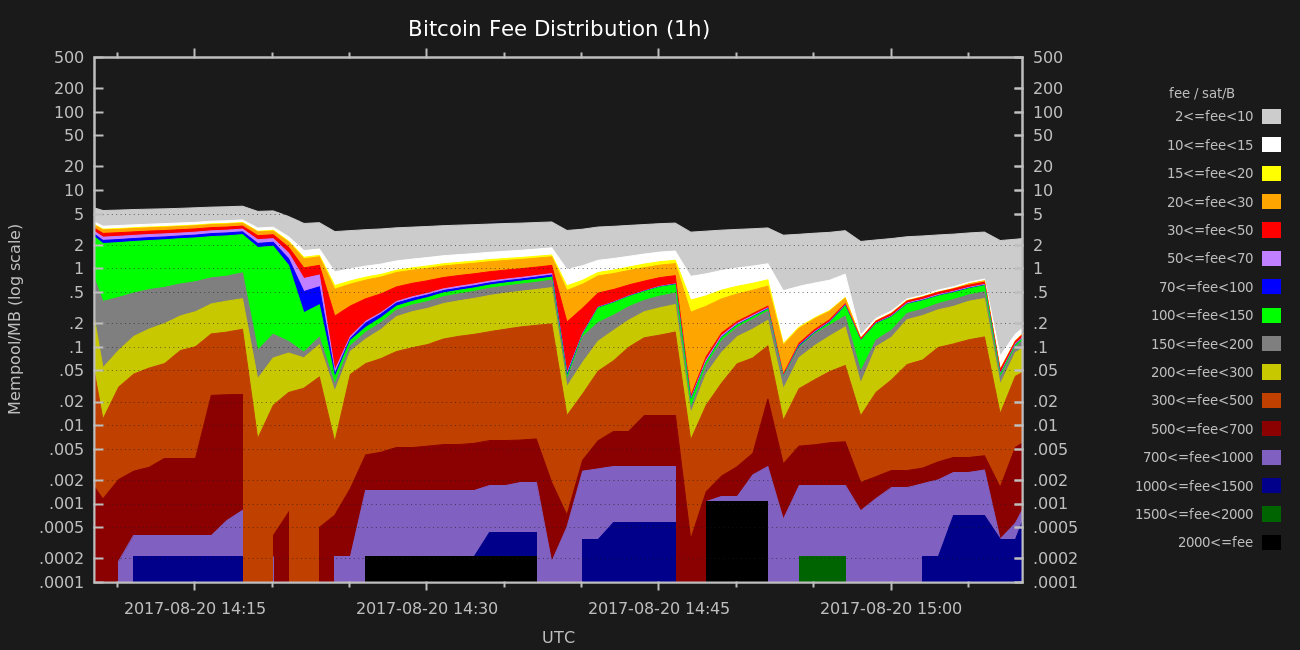 Bitcoin Fee Distribution (1h)
500 500
200 200
100 100
50 50
20 20
10 10
5 5
2 2
1 1
.5 .5
.2 .2
.1 .1
.05 .05
.02 .02
.01 .01
.005 .005
.002 .002
.001 .001
.0005 .0005
.0002 .0002
.0001 .0001
Mempool/MB (log scale)
2017-08-20 14:15 2017-08-20 14:30 2017-08-20 14:45 2017-08-20 15:00
UTC
fee / sat/B
2<=fee<10
10<=fee<15
15<=fee<20
20<=fee<30
30<=fee<50
50<=fee<70
70<=fee<100
100<=fee<150
150<=fee<200
200<=fee<300
300<=fee<500
500<=fee<700
700<=fee<1000
1000<=fee<1500
1500<=fee<2000
2000<=fee